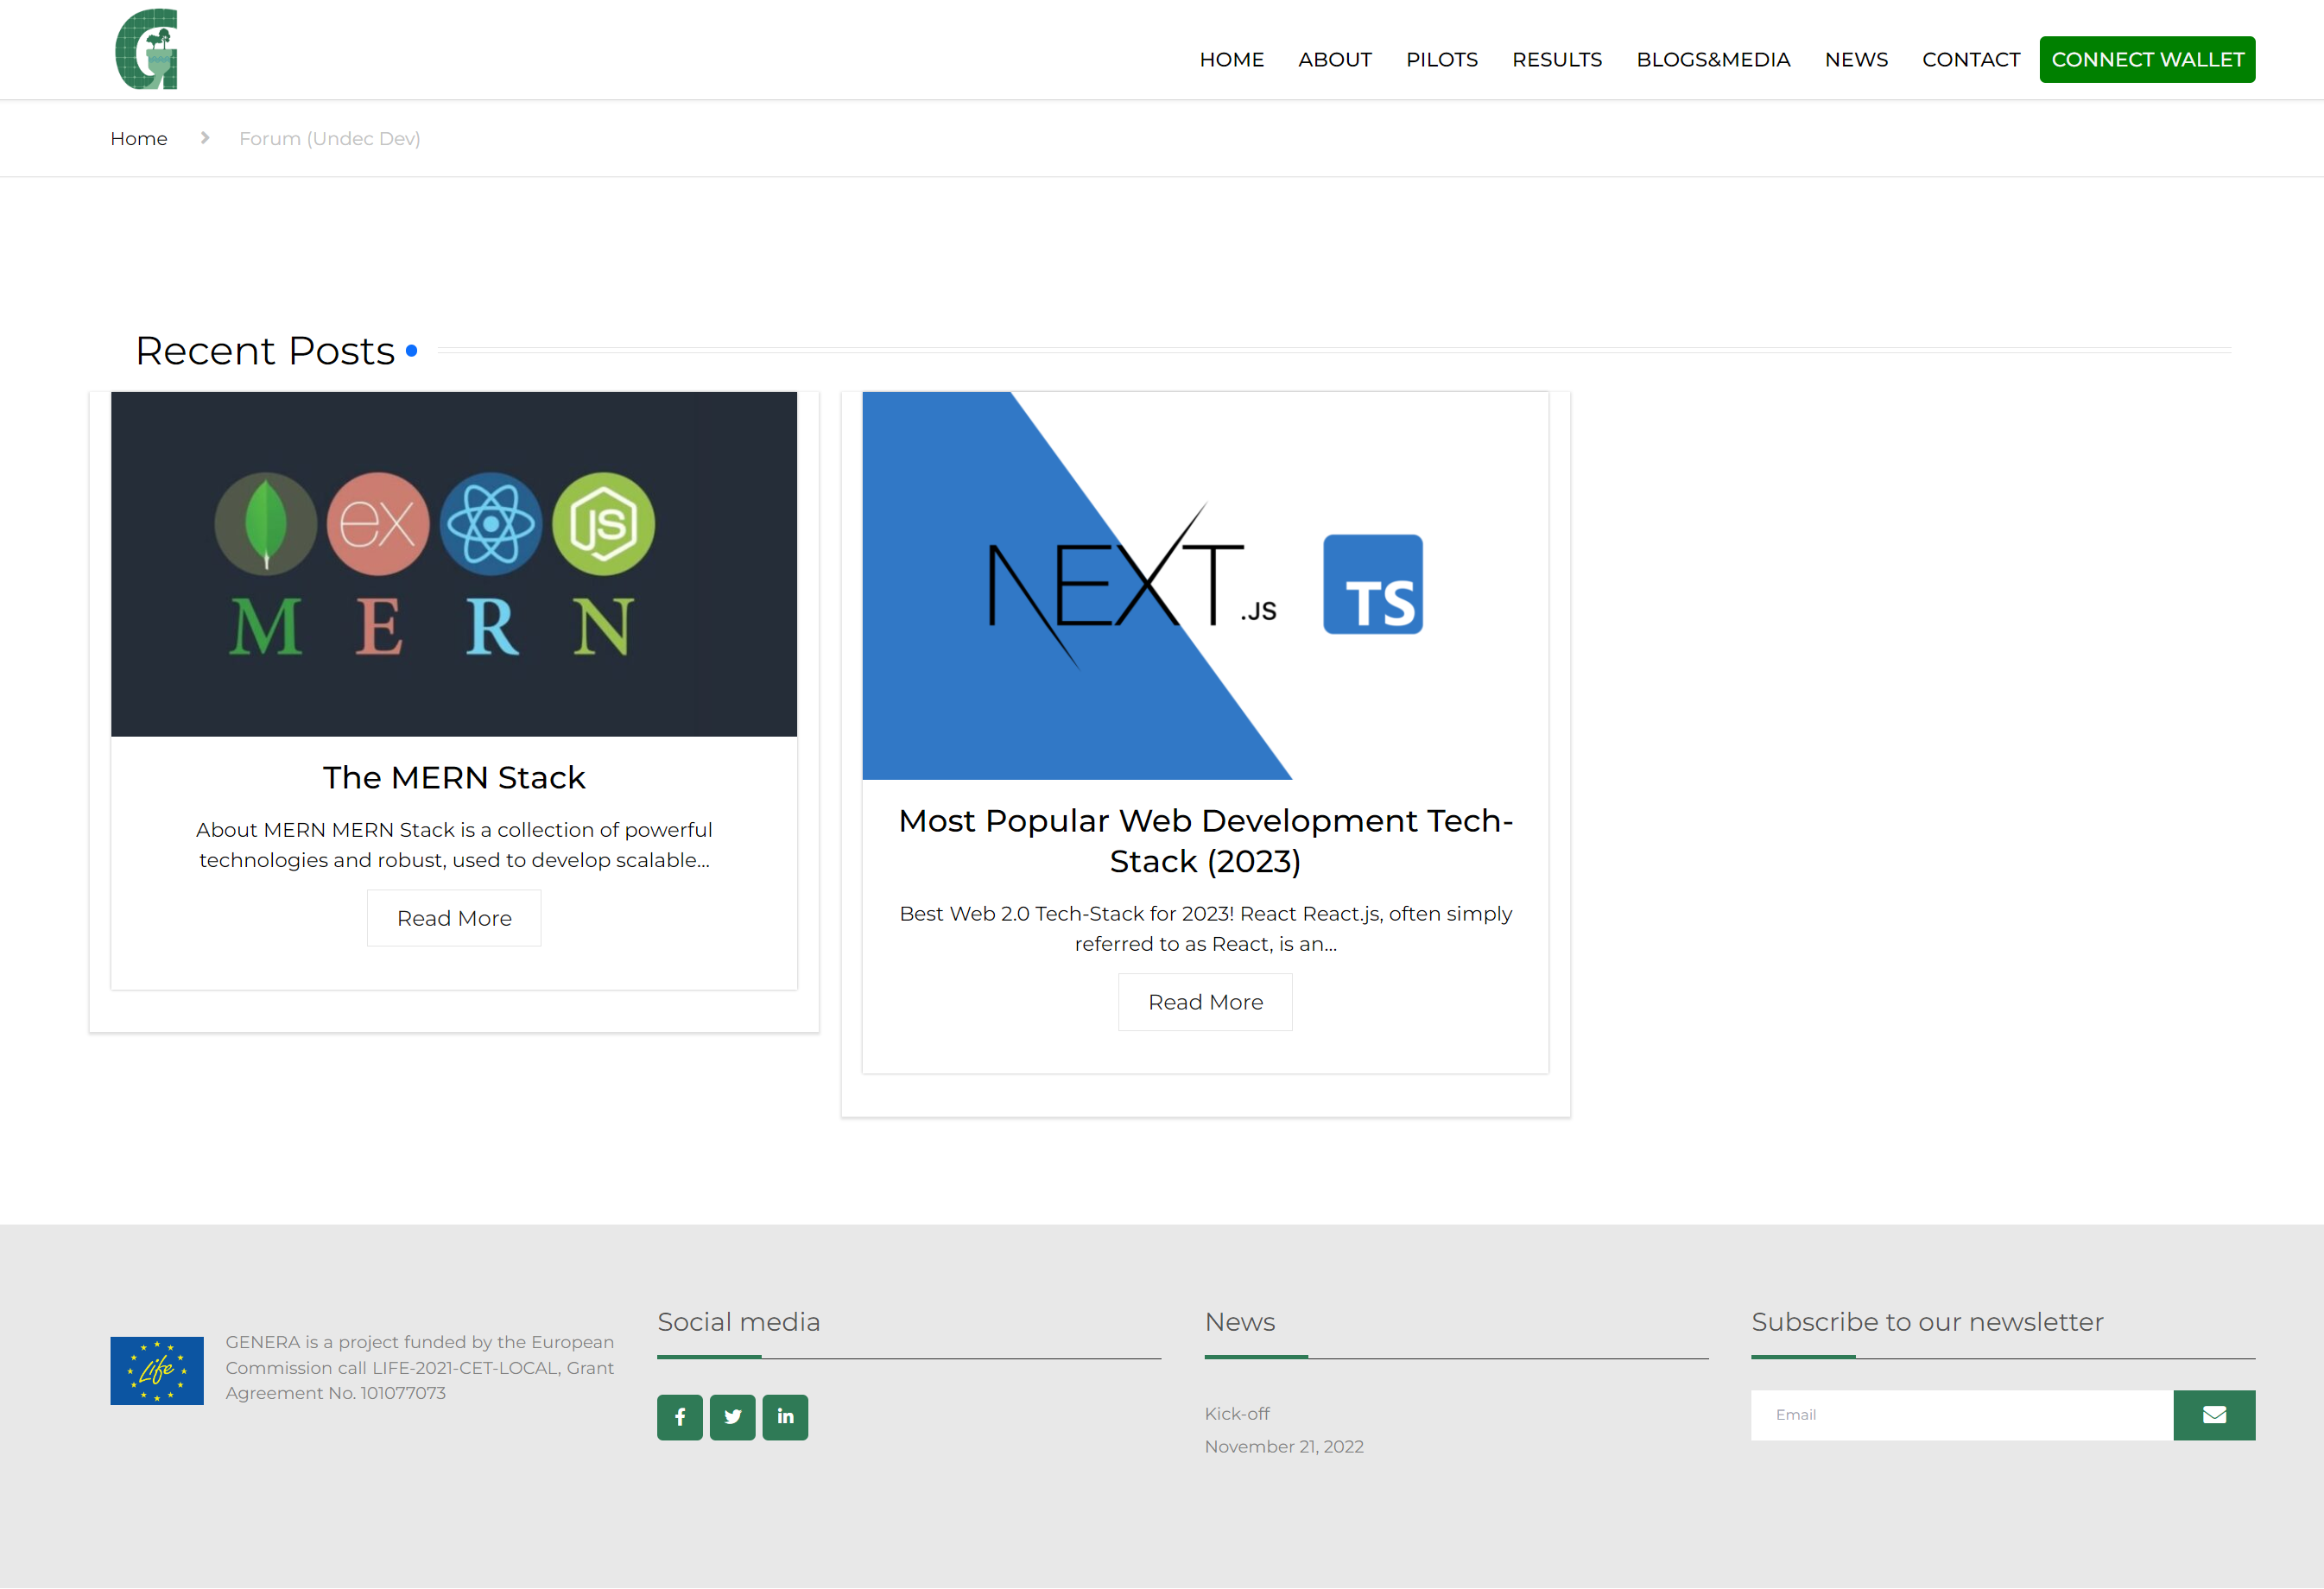 G
HOME ABOUT PILOTS RESULTS BLOGS&MEDIA NEWS CONTACT CONNECT WALLET
Home Forum (Undec Dev)
Recent Posts
ex JS
M E R N
The MERN Stack
About MERN MERN Stack is a collection of powerful
technologies and robust, used to develop scalable...
Read More
NEXT.JS TS
Most Popular Web Development Tech-
Stack (2023)
Best Web 2.0 Tech-Stack for 2023! React React.js, often simply
referred to as React, is an...
Read More
Life
GENERA is a project funded by the European
Commission call LIFE-2021-CET-LOCAL, Grant
Agreement No. 101077073
Social media
f in
News
Kick-off
November 21, 2022
Subscribe to our newsletter
Email